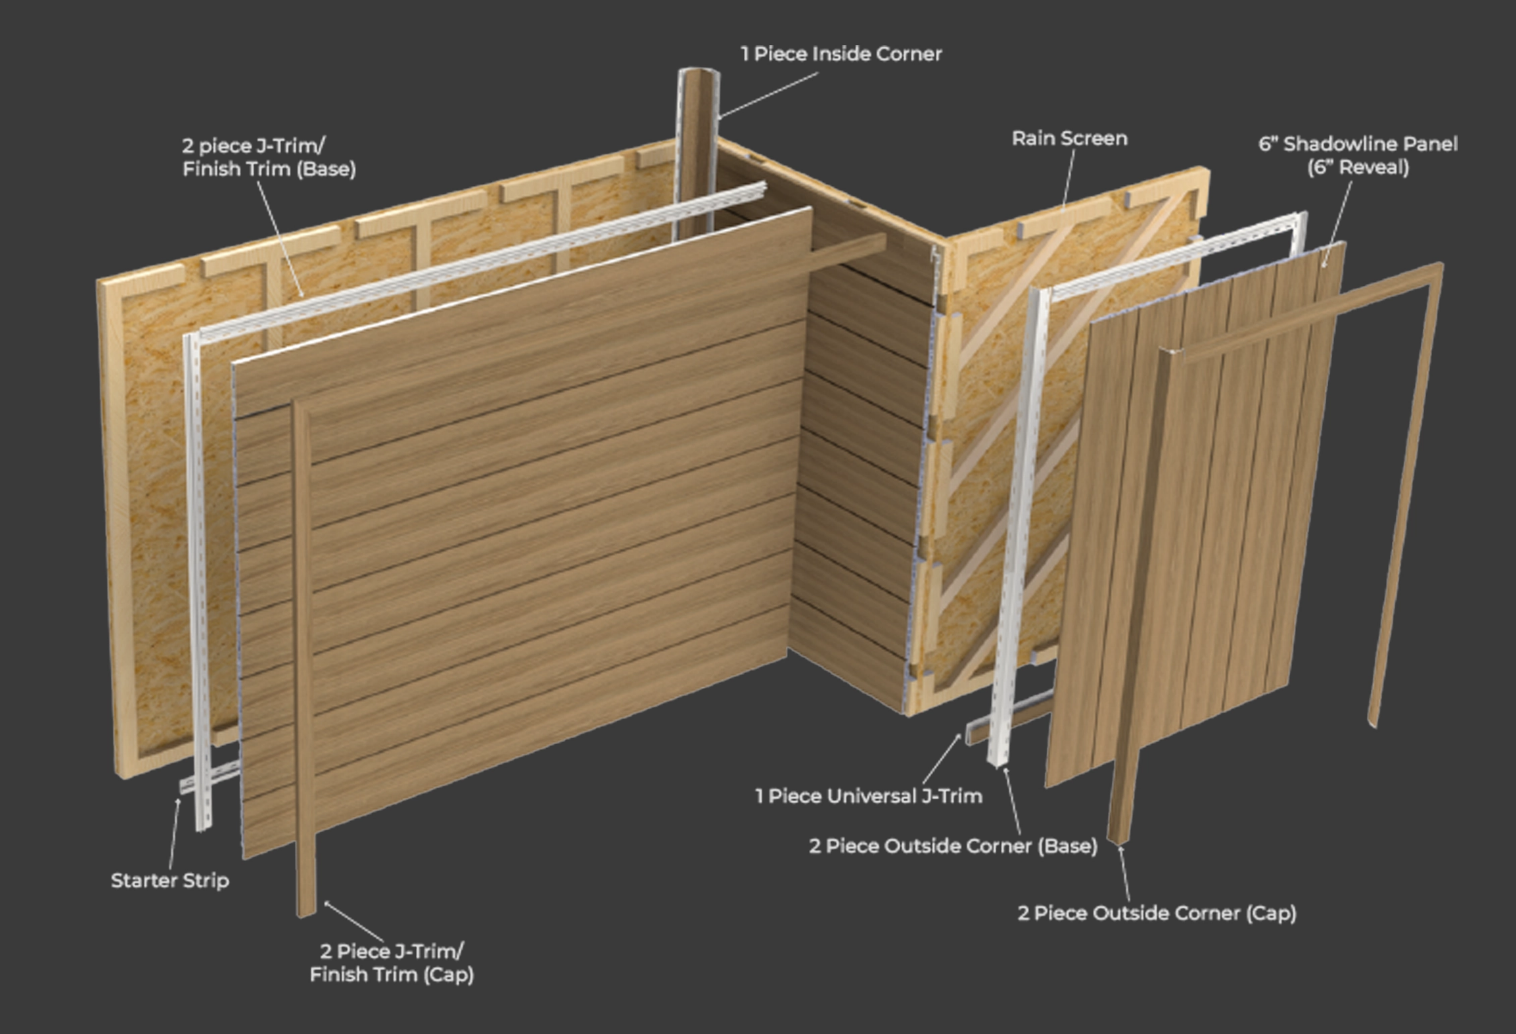 1 Piece Inside Corner
2 piece J-Trim/
Finish Trim (Base)
Rain Screen
6” Shadowline Panel
(6” Reveal)
1 Piece Universal J-Trim
2 Piece Outside Corner (Base)
Starter Strip
2 Piece Outside Corner (Cap)
2 Piece J-Trim/
Finish Trim (Cap)